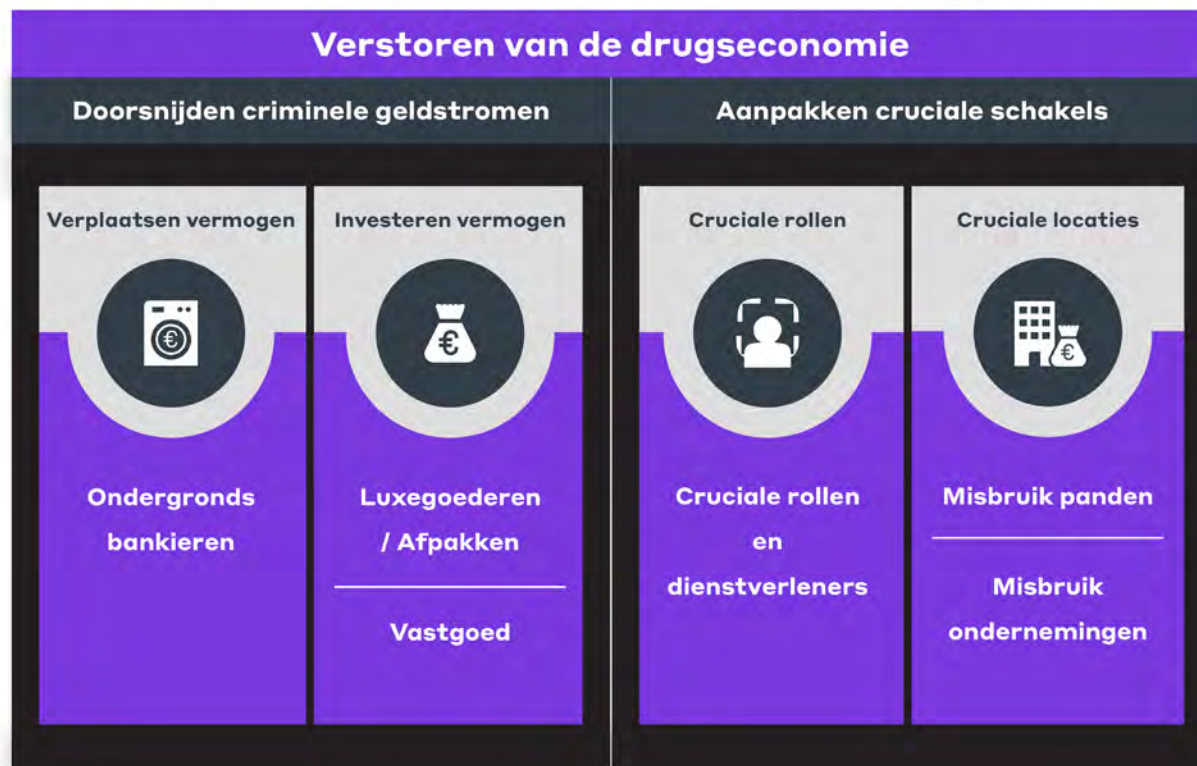 Verstoren van de drugseconomie
Doorsnijden criminele geldstromen
Aanpakken cruciale schakels
Verplaatsen vermogen
Investeren vermogen
Cruciale rollen
Cruciale locaties
€
€
€
Ondergronds
bankieren
Luxegoederen
/ Afpakken
Vastgoed
Cruciale rollen
en
dienstverleners
Misbruik panden
Misbruik
ondernemingen